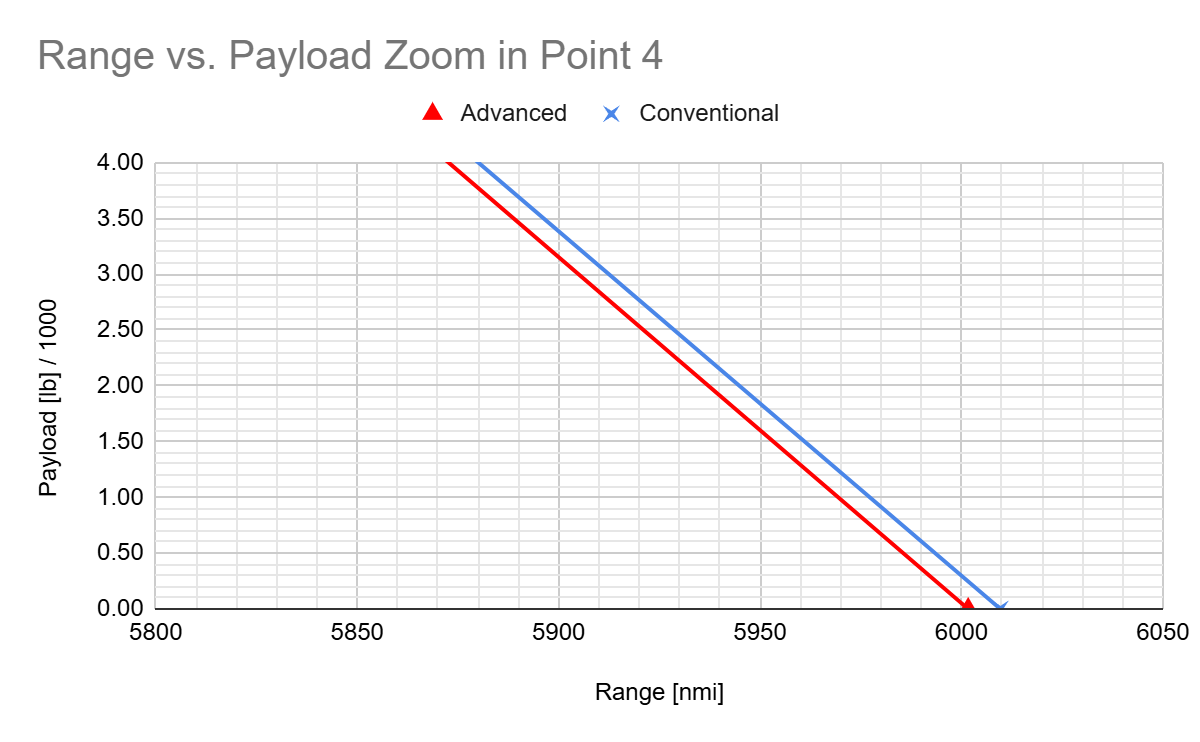 Range vs. Payload Zoom in Point 4
Advanced Conventional
4.00
3.50
3.00
2.50
2.00
1.50
1.00
0.50
0.00
Payload [lb] / 1000
5800 5850 5900 5950 6000 6050
Range [nmi]